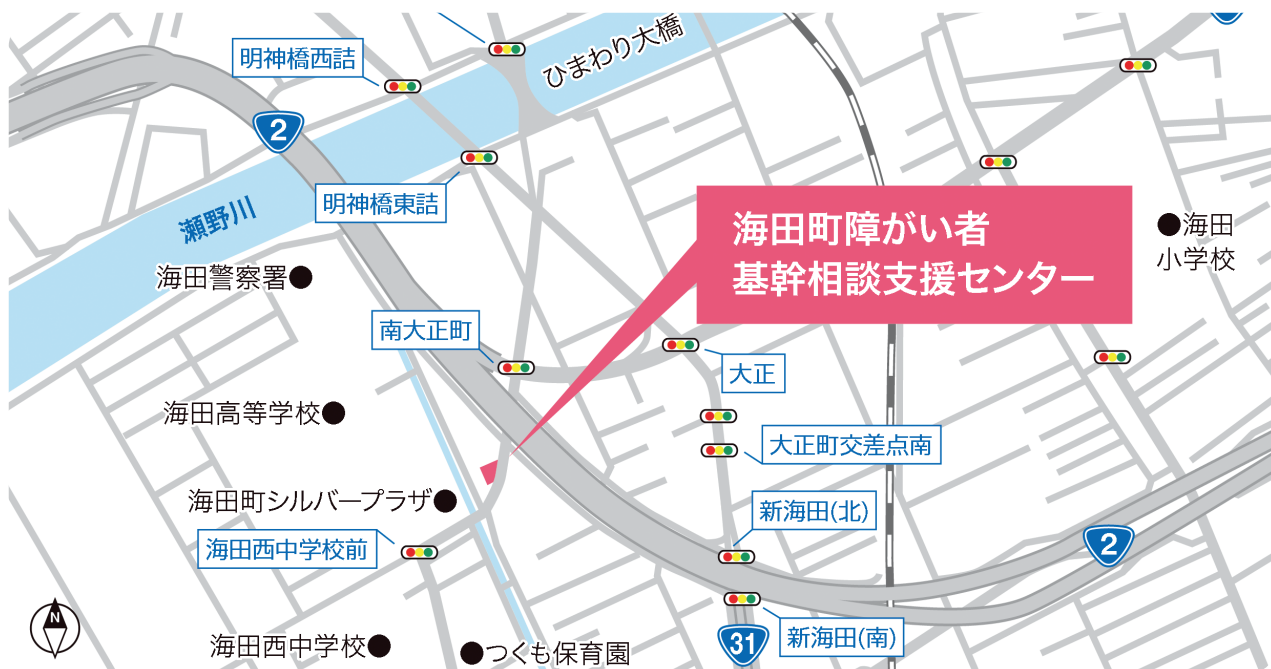 ひまわり大橋
明神橋西詰
2
明神橋東詰
瀬野川
海田町障がい者
基幹相談支援センター
海田
小学校
海田警察署
南大正町
大正
海田高等学校
大正町交差点南
海田町シルバープラザ
新海田(北)
海田西中学校前
2
N
新海田(南)
31
海田西中学校
つくも保育園